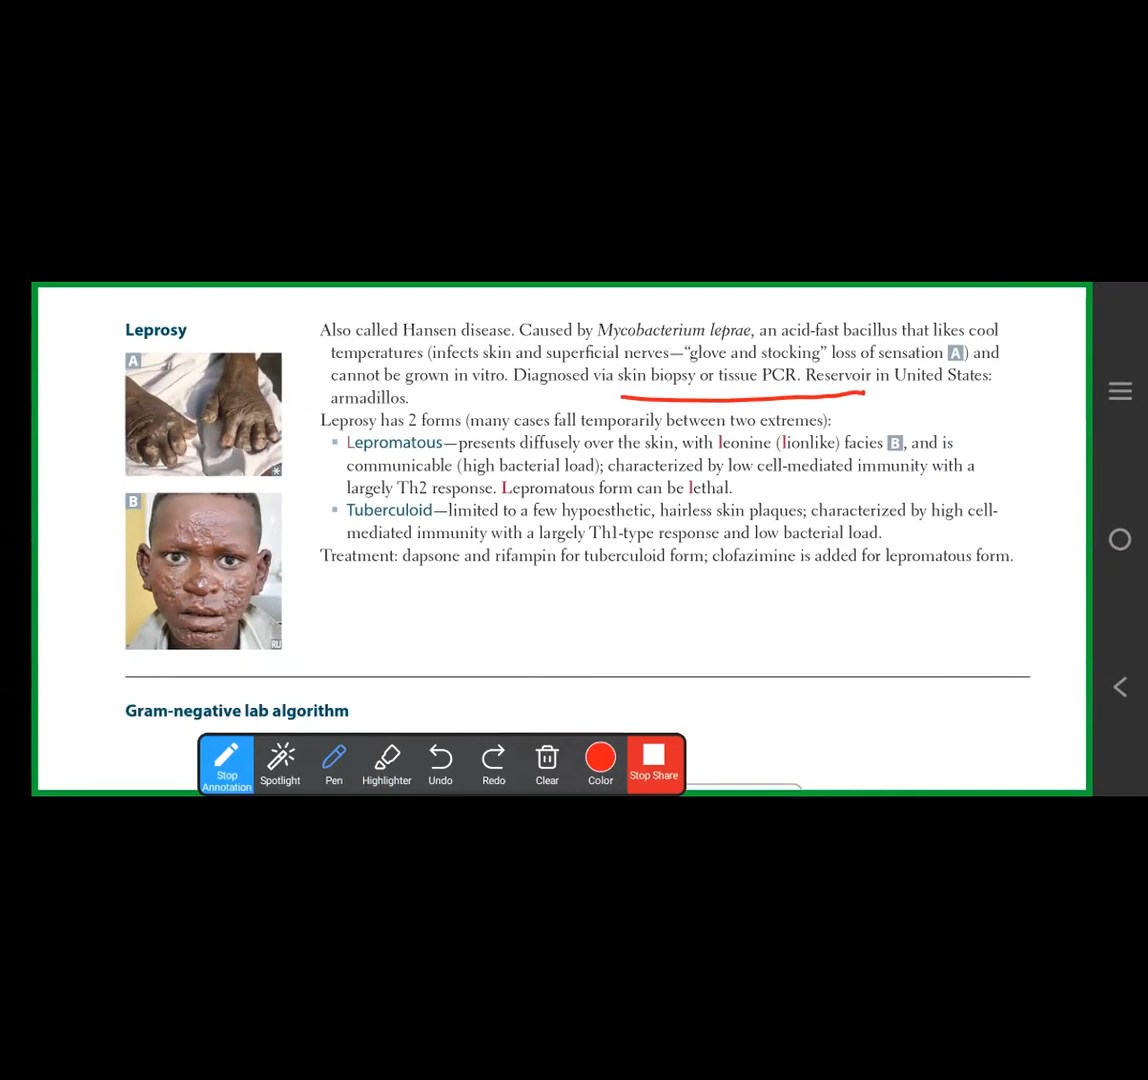 Leprosy
A
B
RU
Also called Hansen disease. Caused by Mycobacterium leprae, an acid-fast bacillus that likes cool
temperatures (infects skin and superficial nerves—“glove and stocking” loss of sensation A) and
cannot be grown in vitro. Diagnosed via skin biopsy or tissue PCR. Reservoir in United States:
armadillos.
Leprosy has 2 forms (many cases fall temporarily between two extremes):
▪ Lepromatous—presents diffusely over the skin, with leonine (lionlike) facies B, and is
communicable (high bacterial load); characterized by low cell-mediated immunity with a
largely Th2 response. Lepromatous form can be lethal.
▪ Tuberculoid—limited to a few hypoesthetic, hairless skin plaques; characterized by high cell-
mediated immunity with a largely Th1-type response and low bacterial load.
Treatment: dapsone and rifampin for tuberculoid form; clofazimine is added for lepromatous form.
Gram-negative lab algorithm
Stop Annotation
Spotlight
Pen
Highlighter
Undo
Redo
Clear
Color
Stop Share